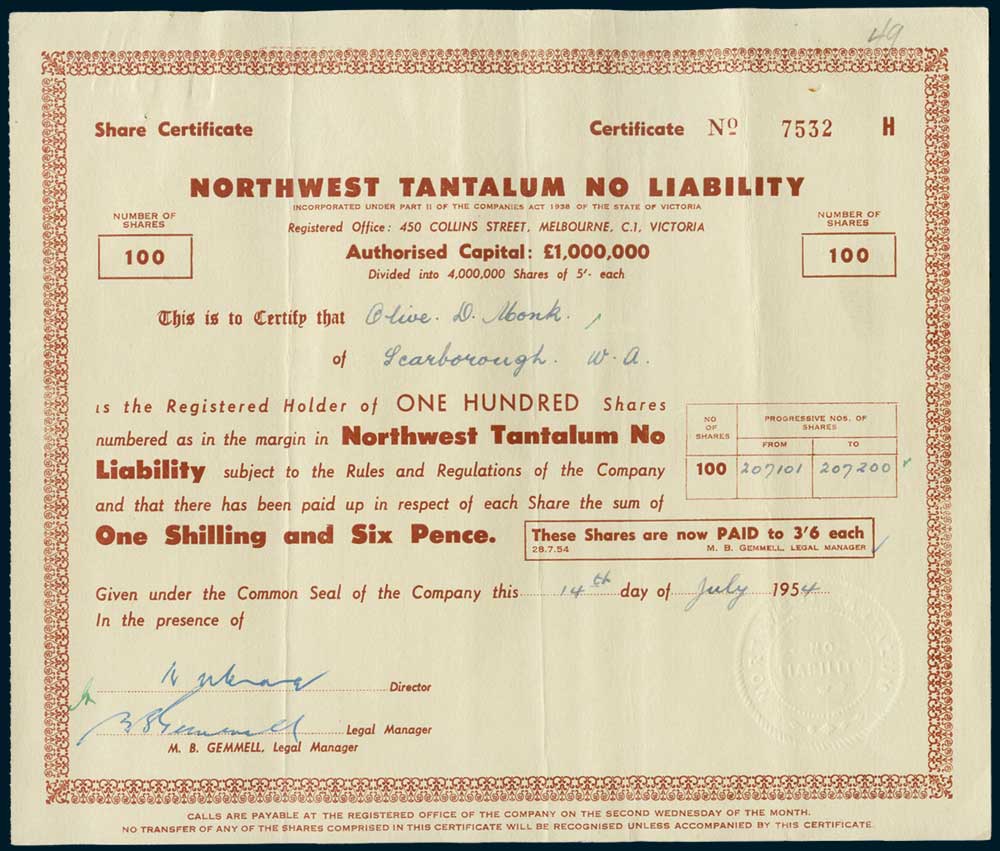 49
Share Certificate
Certificate Nº 7532 H
NORTHWEST TANTALUM NO LIABILITY
INCORPORATED UNDER PART II OF THE COMPANIES ACT 1938 OF THE STATE OF VICTORIA
NUMBER OF SHARES
100
Registered Office: 450 COLLINS STREET, MELBOURNE, C.1, VICTORIA
Authorised Capital: £1,000,000
Divided into 4,000,000 Shares of 5'- each
NUMBER OF SHARES
100
This is to Certify that Olive. D. Monk.
of Scarborough. W. A.
is the Registered Holder of ONE HUNDRED Shares
numbered as in the margin in Northwest Tantalum No
Liability subject to the Rules and Regulations of the Company
and that there has been paid up in respect of each Share the sum of
One Shilling and Six Pence.
NO OF SHARES
PROGRESSIVE NOS. OF SHARES
FROM TO
100 207101 207200
These Shares are now PAID to 3'6 each
28.7.54 M. B. GEMMELL, LEGAL MANAGER
Given under the Common Seal of the Company this 14th day of July 1954
In the presence of
Director
M B Gemmell Legal Manager
M. B. GEMMELL, Legal Manager
NO
LIABILITY
CALLS ARE PAYABLE AT THE REGISTERED OFFICE OF THE COMPANY ON THE SECOND WEDNESDAY OF THE MONTH.
NO TRANSFER OF ANY OF THE SHARES COMPRISED IN THIS CERTIFICATE WILL BE RECOGNISED UNLESS ACCOMPANIED BY THIS CERTIFICATE.